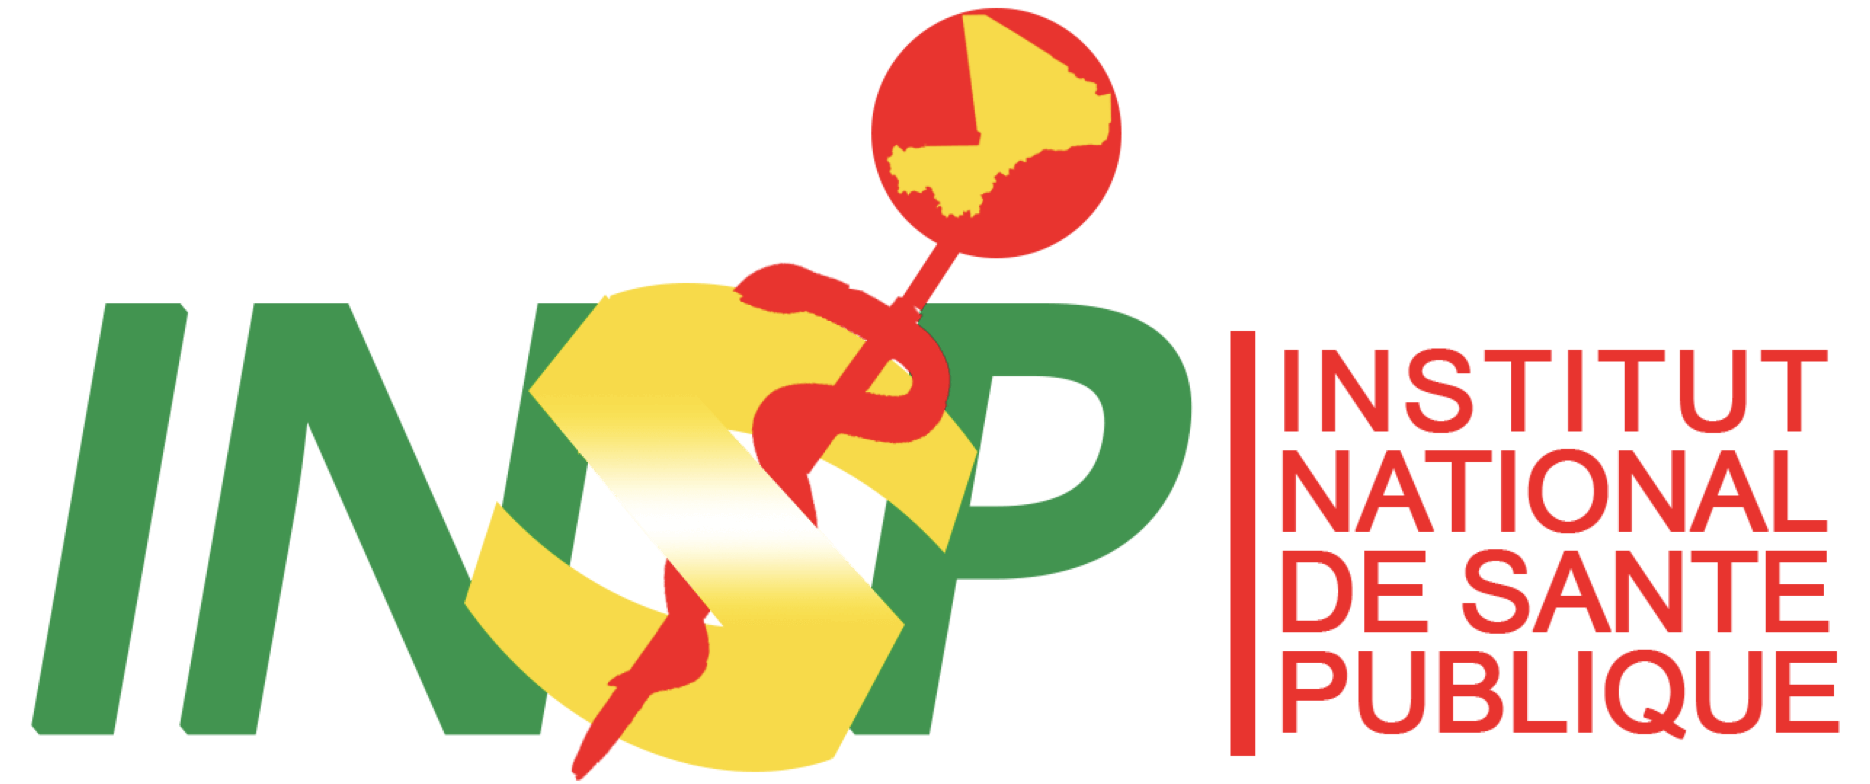 INSP
INSTITUT
NATIONAL
DE SANTE
PUBLIQUE